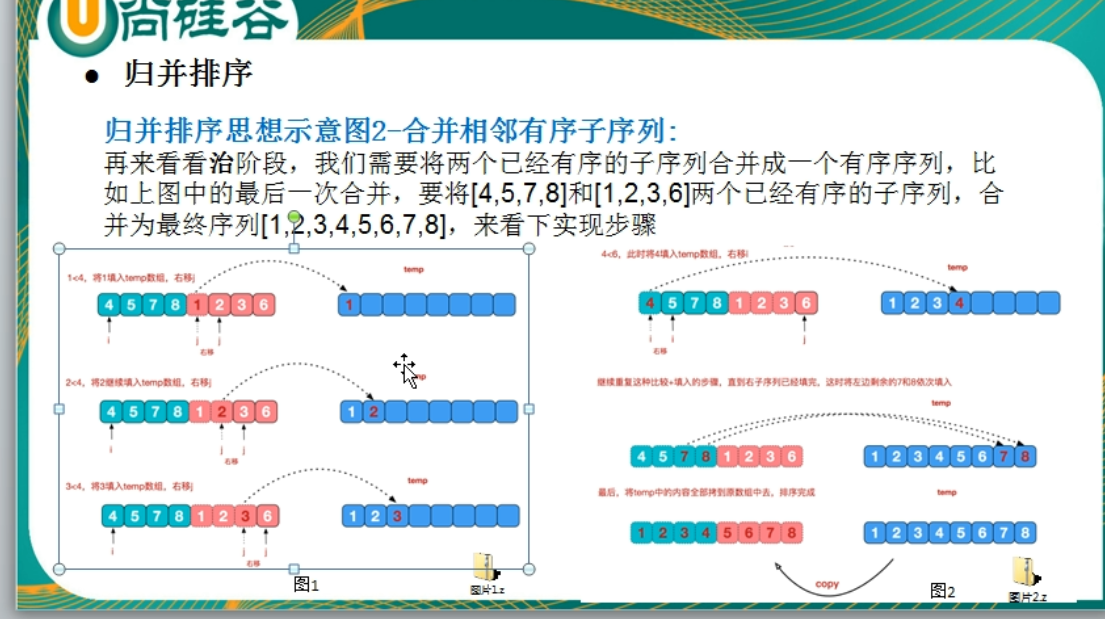 尚硅谷
• 归并排序
归并排序思想示意图2-合并相邻有序子序列:
再来看看治阶段，我们需要将两个已经有序的子序列合并成一个有序序列，比
如上图中的最后一次合并，要将[4,5,7,8]和[1,2,3,6]两个已经有序的子序列，合
并为最终序列[1,2,3,4,5,6,7,8]，来看下实现步骤
1<4，将1填入temp数组，右移j
temp
4 5 7 8 1 2 3 6
1
i j j
右移
2<4，将2继续填入temp数组，右移j
4 5 7 8 1 2 3 6
1 2
i j j
右移
3<4，将3填入temp数组，右移j
temp
4 5 7 8 1 2 3 6
1 2 3
i j j
右移
图1
图片1.z
4<6，此时将4填入temp数组，右移i
temp
4 5 7 8 1 2 3 6
1 2 3 4
i i j
右移
继续重复这种比较+填入的步骤，直到右子序列已经填完，这时将左边剩余的7和8依次填入
temp
4 5 7 8 1 2 3 6
1 2 3 4 5 6 7 8
最后，将temp中的内容全部拷到原数组中去，排序完成
temp
1 2 3 4 5 6 7 8
1 2 3 4 5 6 7 8
copy
图2
图片2.z